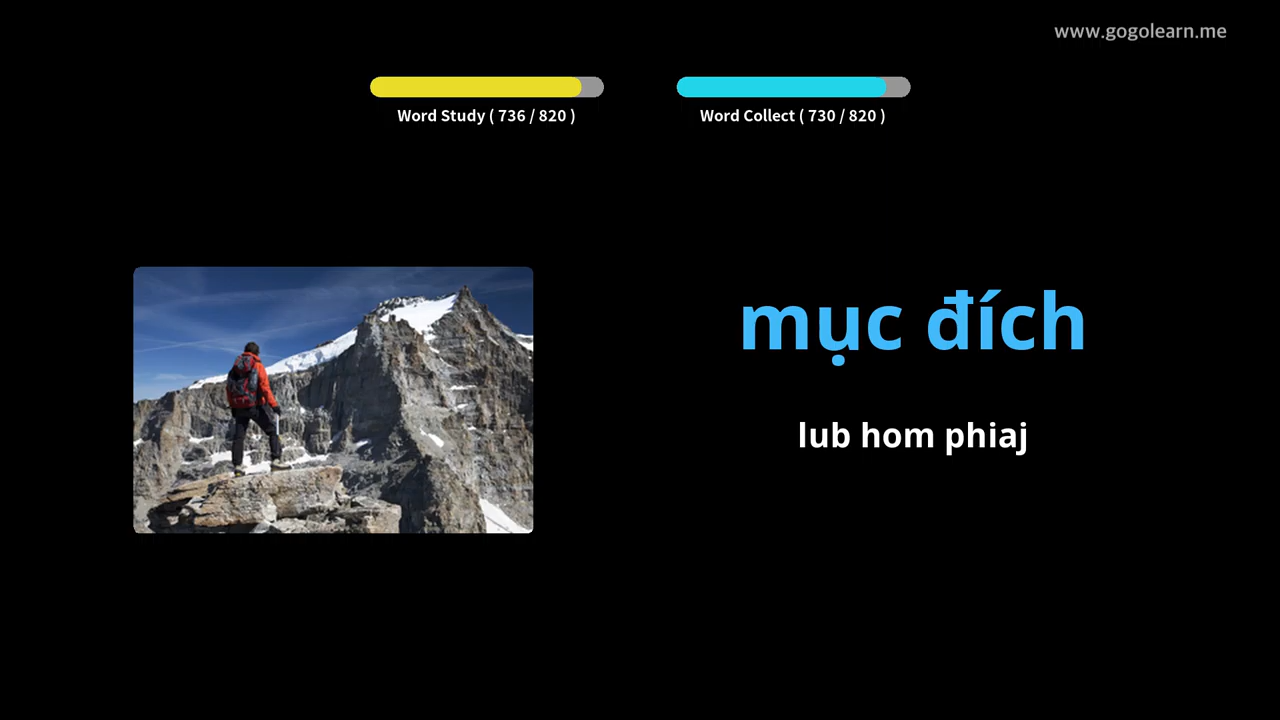 www.gogolearn.me
Word Study ( 736 / 820 )
Word Collect ( 730 / 820 )
mục đích
lub hom phiaj